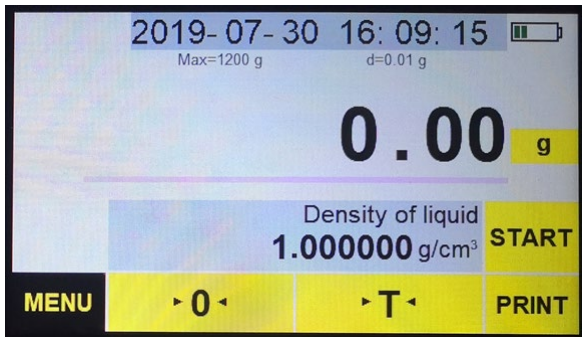 2019-07-30 16:09:15
Max=1200 g d=0.01 g
0.00 g
Density of liquid
1.000000 g/cm³ START
MENU ►0◄ ►T◄ PRINT